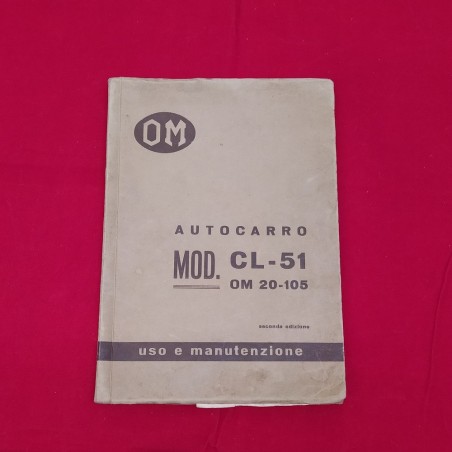 OM
AUTOCARRO
MOD. CL-51
OM 20-105
seconda edizione
uso e manutenzione